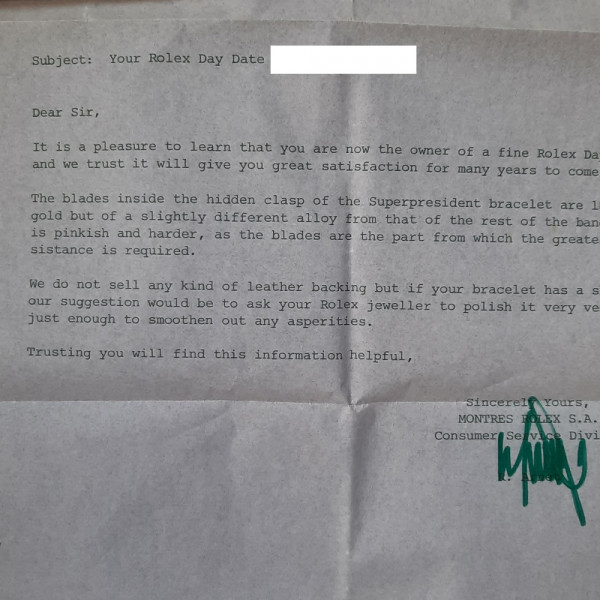 Subject: Your Rolex Day Date
Dear Sir,
It is a pleasure to learn that you are now the owner of a fine Rolex Da
and we trust it will give you great satisfaction for many years to come
The blades inside the hidden clasp of the Superpresident bracelet are 1
gold but of a slightly different alloy from that of the rest of the ban
is pinkish and harder, as the blades are the part from which the greate
sistance is required.
We do not sell any kind of leather backing but if your bracelet has a s
our suggestion would be to ask your Rolex jeweller to polish it very ve
just enough to smoothen out any asperities.
Trusting you will find this information helpful,
Sincerely Yours,
MONTRES ROLEX S.A.
Consumer Service Divi